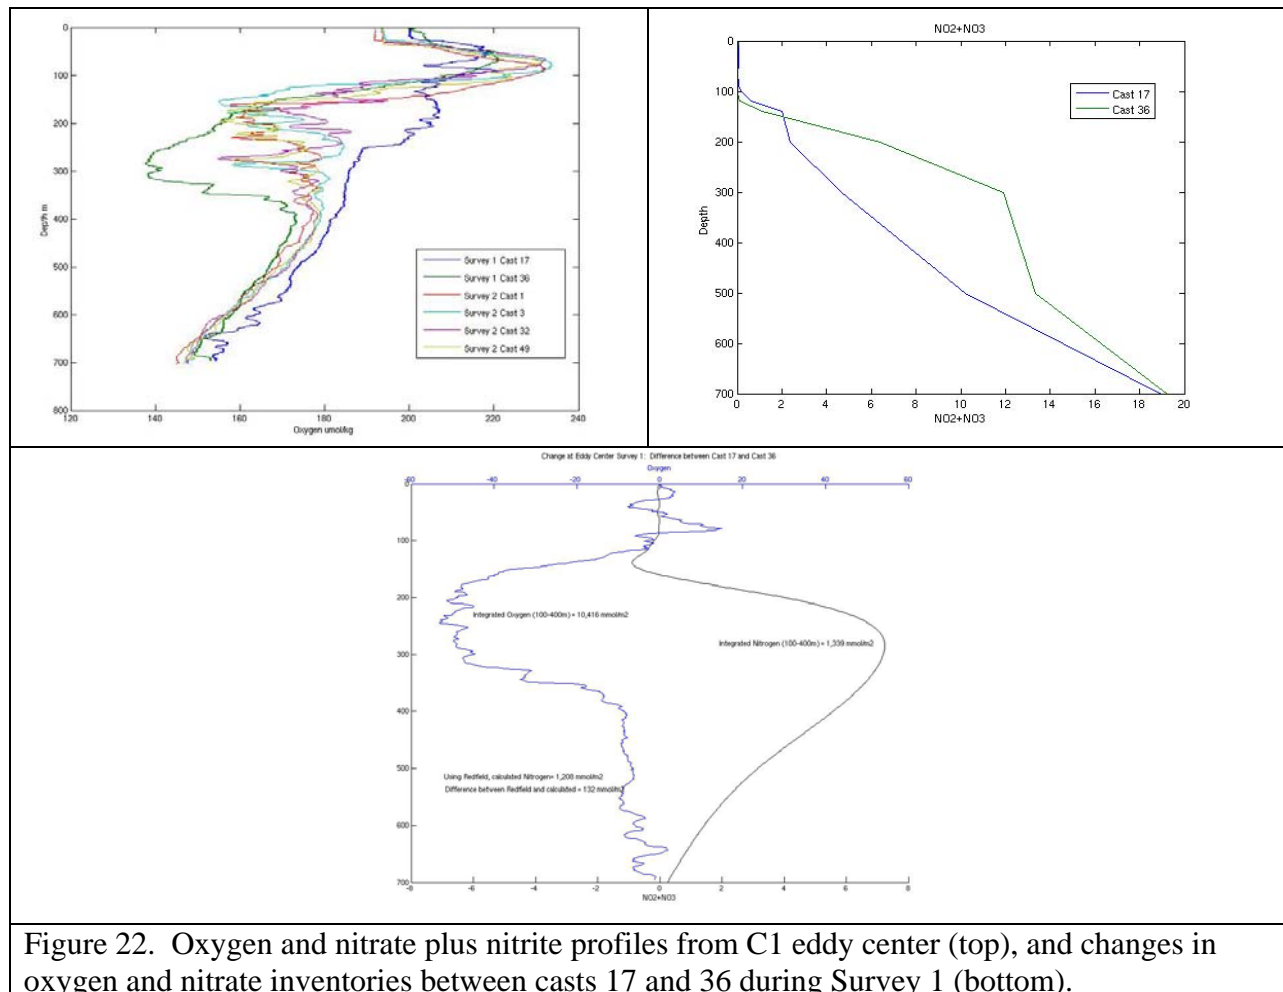 0
100
200
300
400
500
600
700
800
Depth m
120 140 160 180 200 220 240
Oxygen umol/kg
Survey 1 Cast 17
Survey 1 Cast 36
Survey 2 Cast 1
Survey 2 Cast 3
Survey 2 Cast 32
Survey 2 Cast 49
NO2+NO3
0
100
200
300
400
500
600
700
Depth
0 2 4 6 8 10 12 14 16 18 20
NO2+NO3
Cast 17
Cast 36
Change at Eddy Center Survey 1: Difference between Cast 17 and Cast 36
Oxygen
-60 -40 -20 0 20 40 60
0
100
200
300
400
500
600
700
Integrated Oxygen (100-400m) = 10,416 mmol/m2
Integrated Nitrogen (100-400m) = 1,339 mmol/m2
Using Redfield, calculated Nitrogen= 1,208 mmol/m2
Difference between Redfield and calculated = 132 mmol/m2
-8 -6 -4 -2 0 2 4 6 8
NO2+NO3
Figure 22. Oxygen and nitrate plus nitrite profiles from C1 eddy center (top), and changes in
oxygen and nitrate inventories between casts 17 and 36 during Survey 1 (bottom).